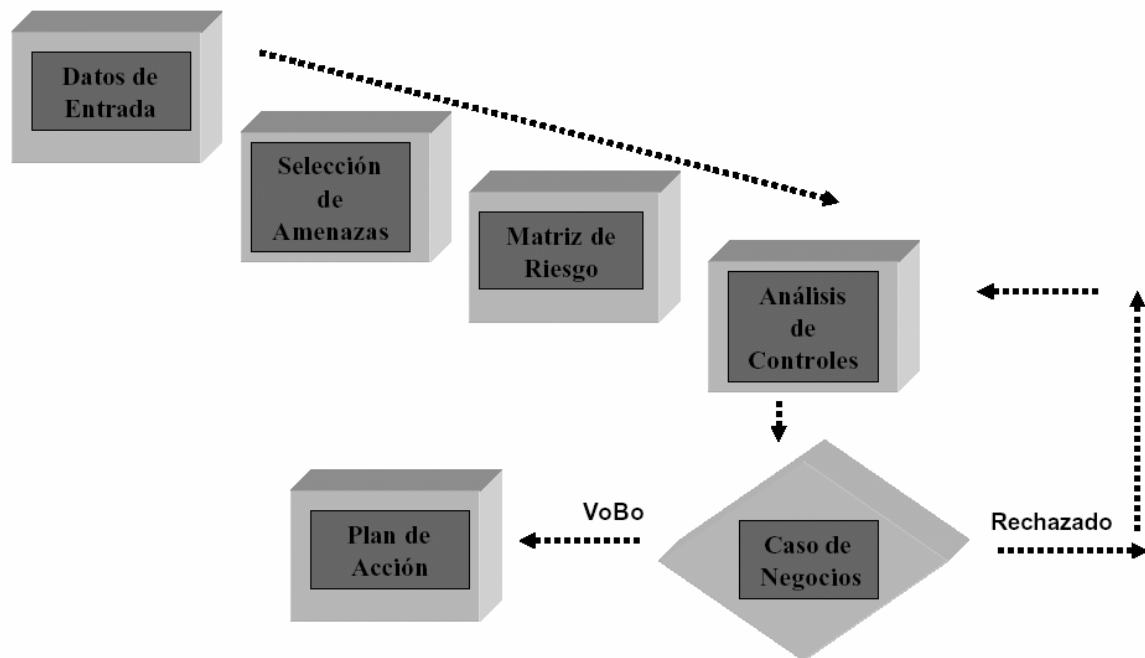 Datos de
Entrada
Selección
de
Amenazas
Matriz de
Riesgo
Análisis
de
Controles
VoBo
Rechazado
Plan de
Acción
Caso de
Negocios